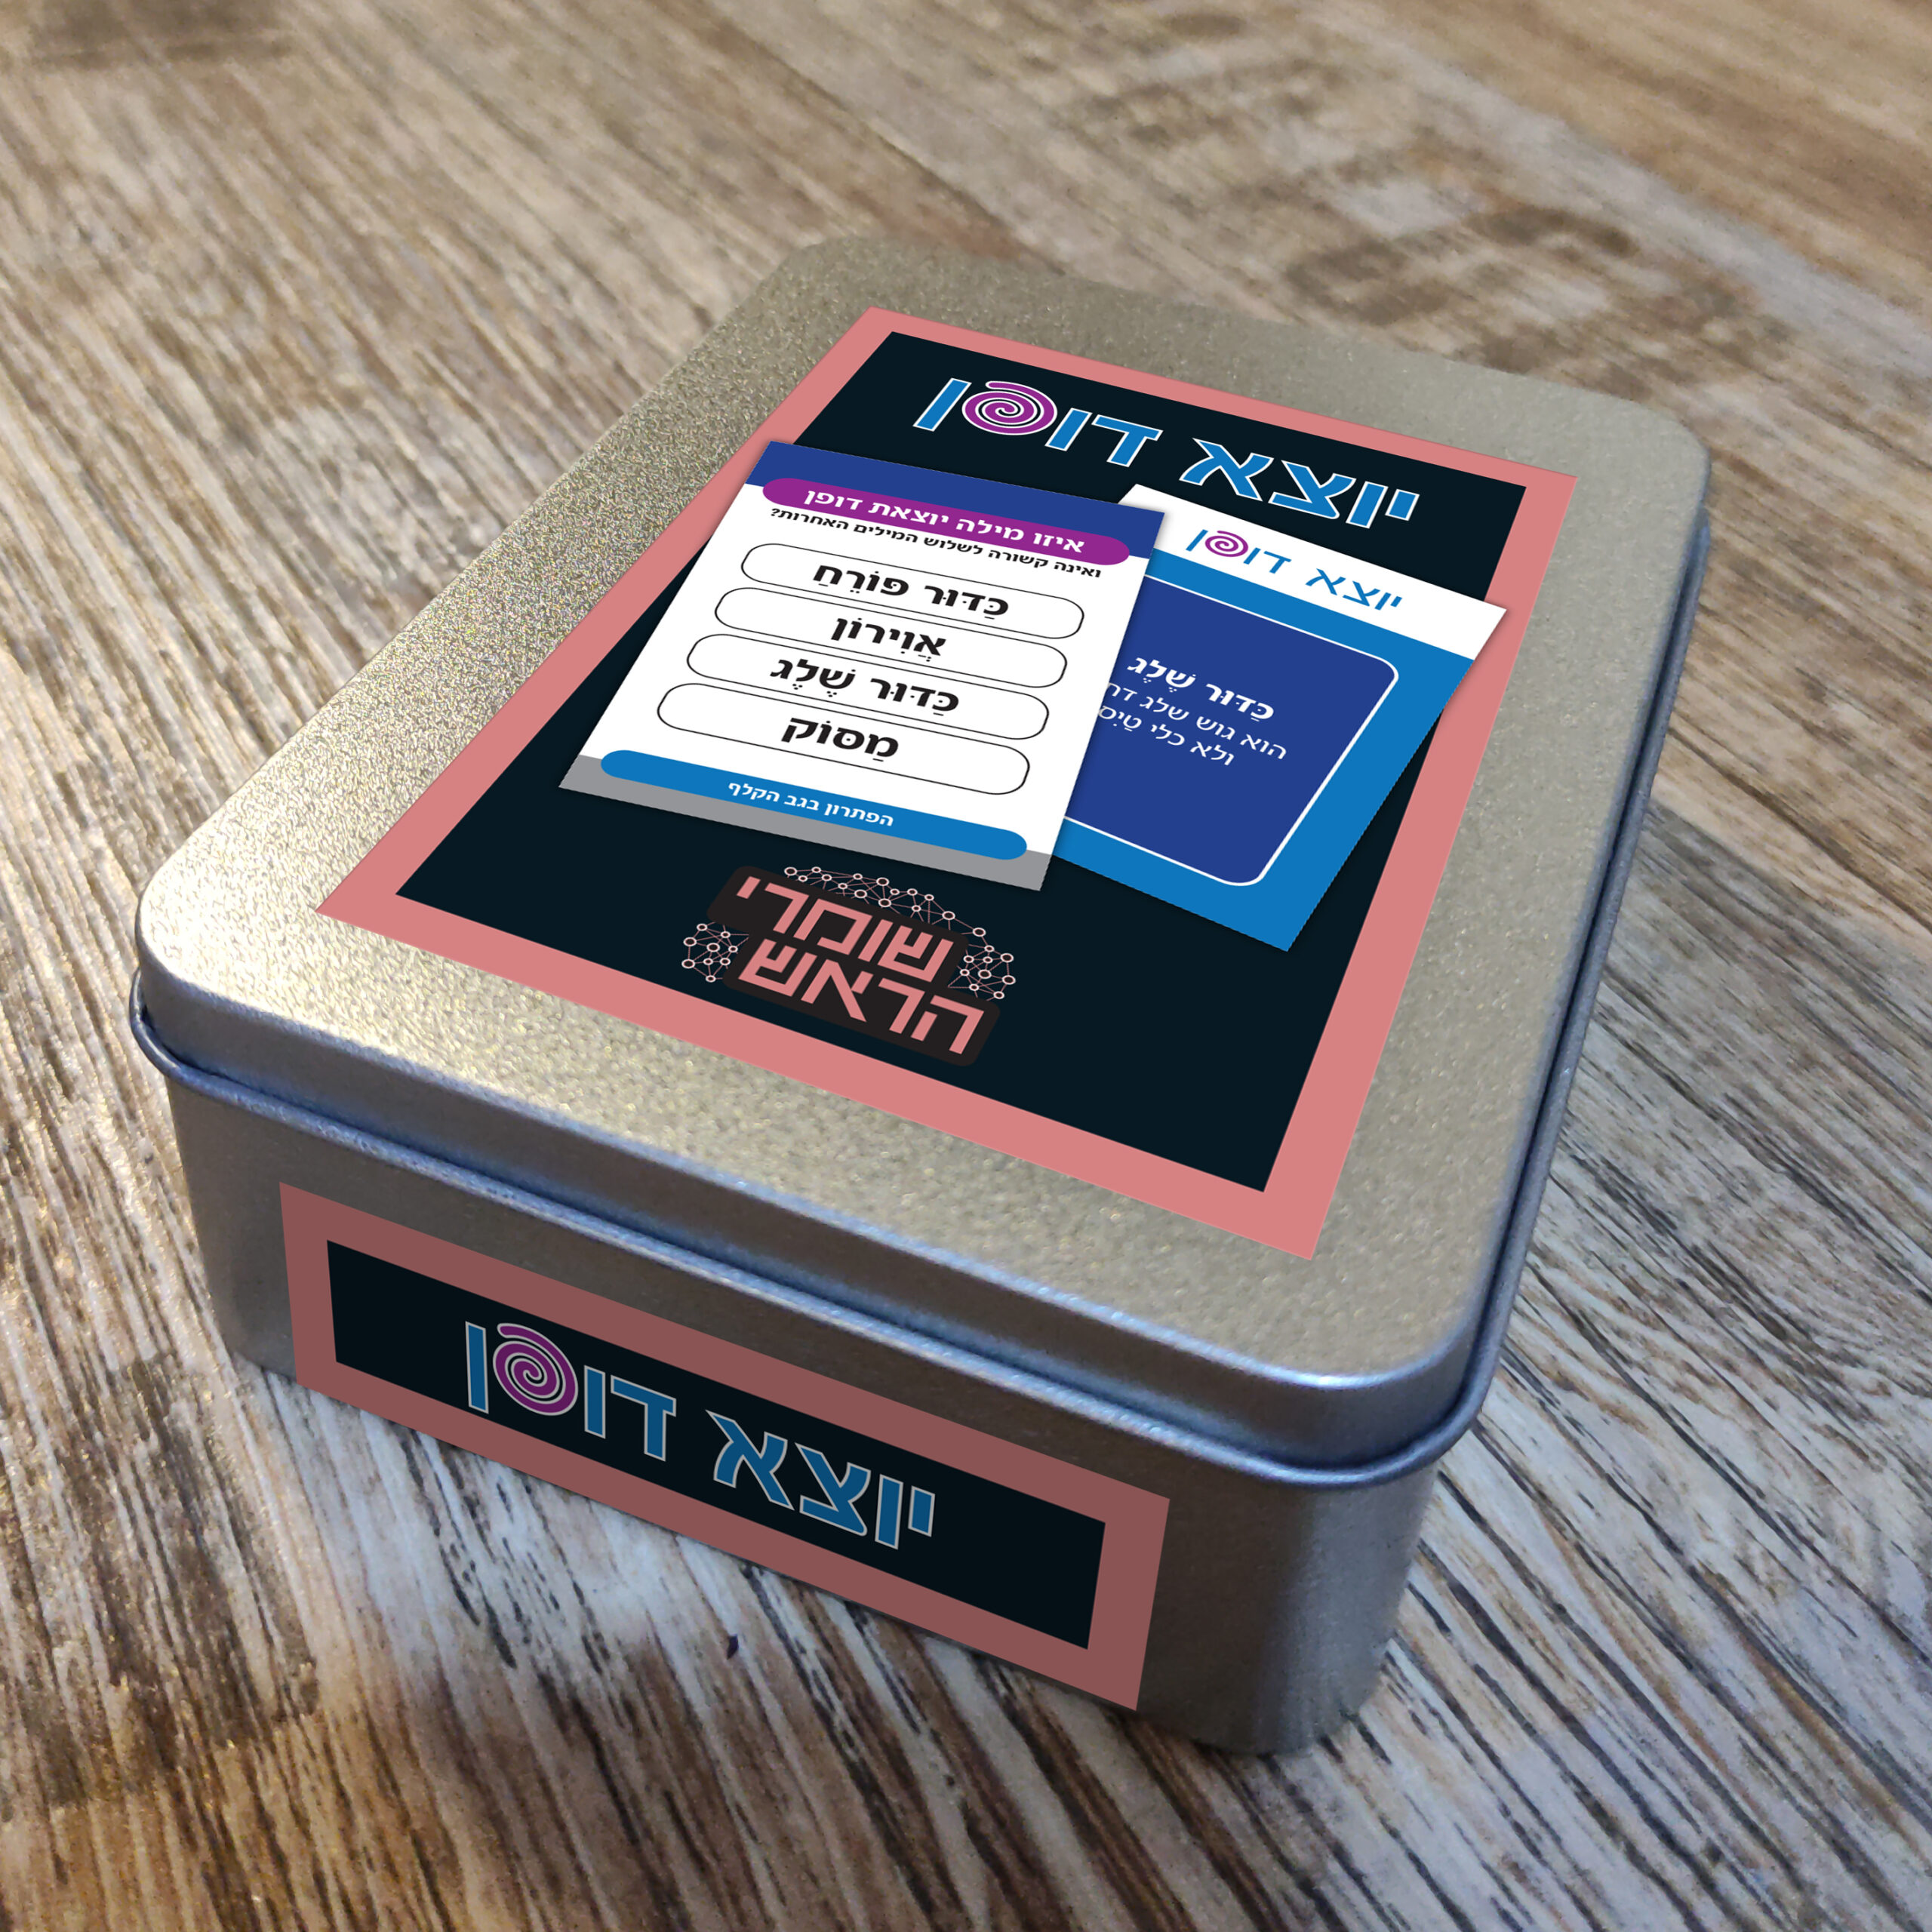 יוצא דופן
איזו מילה יוצאת דופן
ואינה קשורה לשלוש המילים האחרות?
כַּדּוּר פּוֹרֵחַ
אֲוִירוֹן
כַּדּוּר שֶׁלֶג
מַסּוֹק
הפתרון בגב הקלף
יוצא דופן
כַּדּוּר שֶׁלֶג
הוא גוש שלג
ולא כלי
שומרי
הראש
יוצא דופן